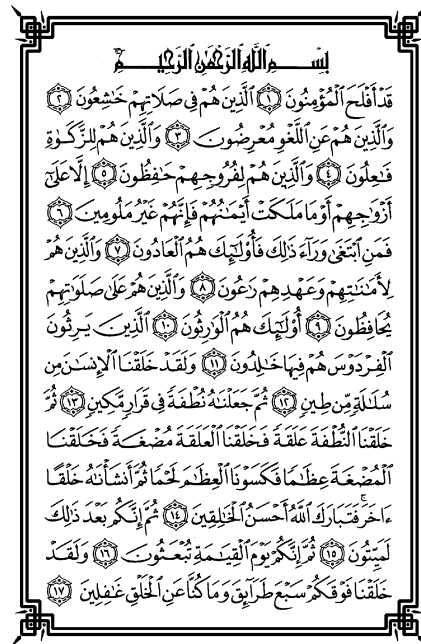 بِسْمِ ٱللَّهِ ٱلرَّحْمَٰنِ ٱلرَّحِيمِ
قَدْ أَفْلَحَ ٱلْمُؤْمِنُونَ ١ ٱلَّذِينَ هُمْ فِى صَلَاتِهِمْ خَٰشِعُونَ ٢
وَٱلَّذِينَ هُمْ عَنِ ٱللَّغْوِ مُعْرِضُونَ ٣ وَٱلَّذِينَ هُمْ لِلزَّكَوٰةِ
فَٰعِلُونَ ٤ وَٱلَّذِينَ هُمْ لِفُرُوجِهِمْ حَٰفِظُونَ ٥ إِلَّا عَلَىٰٓ
أَزْوَٰجِهِمْ أَوْ مَا مَلَكَتْ أَيْمَٰنُهُمْ فَإِنَّهُمْ غَيْرُ مَلُومِينَ ٦
فَمَنِ ٱبْتَغَىٰ وَرَآءَ ذَٰلِكَ فَأُو۟لَٰٓئِكَ هُمُ ٱلْعَادُونَ ٧ وَٱلَّذِينَ هُمْ
لِأَمَٰنَٰتِهِمْ وَعَهْدِهِمْ رَٰعُونَ ٨ وَٱلَّذِينَ هُمْ عَلَىٰ صَلَوَٰتِهِمْ
يُحَافِظُونَ ٩ أُو۟لَٰٓئِكَ هُمُ ٱلْوَٰرِثُونَ ١٠ ٱلَّذِينَ يَرِثُونَ
ٱلْفِرْدَوْسَ هُمْ فِيهَا خَٰلِدُونَ ١١ وَلَقَدْ خَلَقْنَا ٱلْإِنسَٰنَ مِن
سُلَٰلَةٍ مِّن طِينٍ ١٢ ثُمَّ جَعَلْنَٰهُ نُطْفَةً فِى قَرَارٍ مَّكِينٍ ١٣ ثُمَّ
خَلَقْنَا ٱلنُّطْفَةَ عَلَقَةً فَخَلَقْنَا ٱلْعَلَقَةَ مُضْغَةً فَخَلَقْنَا
ٱلْمُضْغَةَ عِظَٰمًا فَكَسَوْنَا ٱلْعِظَٰمَ لَحْمًا ثُمَّ أَنشَأْنَٰهُ خَلْقًا
ءَاخَرَ ۚ فَتَبَارَكَ ٱللَّهُ أَحْسَنُ ٱلْخَٰلِقِينَ ١٤ ثُمَّ إِنَّكُم بَعْدَ ذَٰلِكَ
لَمَيِّتُونَ ١٥ ثُمَّ إِنَّكُمْ يَوْمَ ٱلْقِيَٰمَةِ تُبْعَثُونَ ١٦ وَلَقَدْ
خَلَقْنَا فَوْقَكُمْ سَبْعَ طَرَآئِقَ وَمَا كُنَّا عَنِ ٱلْخَلْقِ غَٰفِلِينَ ١٧